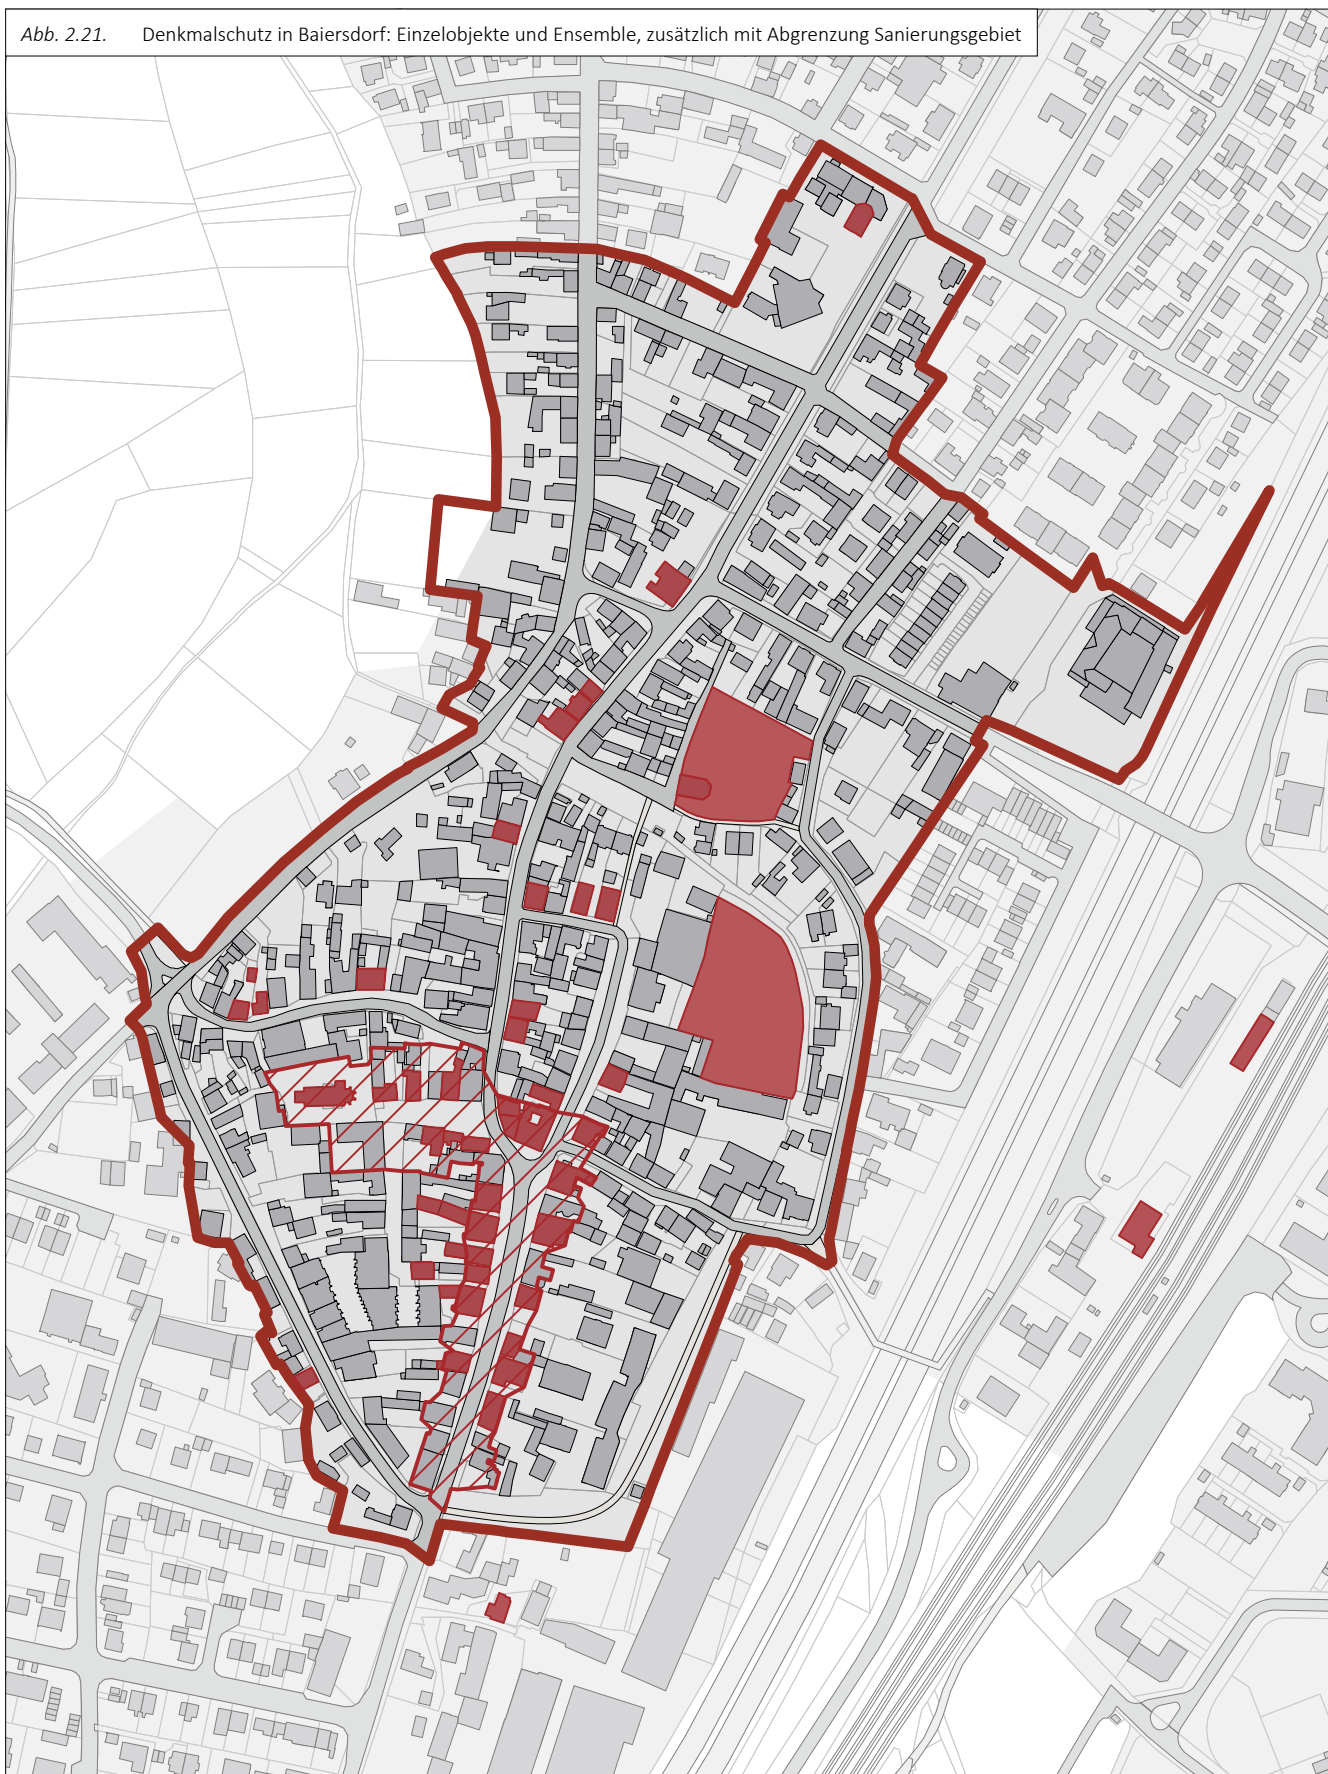 Abb. 2.21. Denkmalschutz in Baiersdorf: Einzelobjekte und Ensemble, zusätzlich mit Abgrenzung Sanierungsgebiet